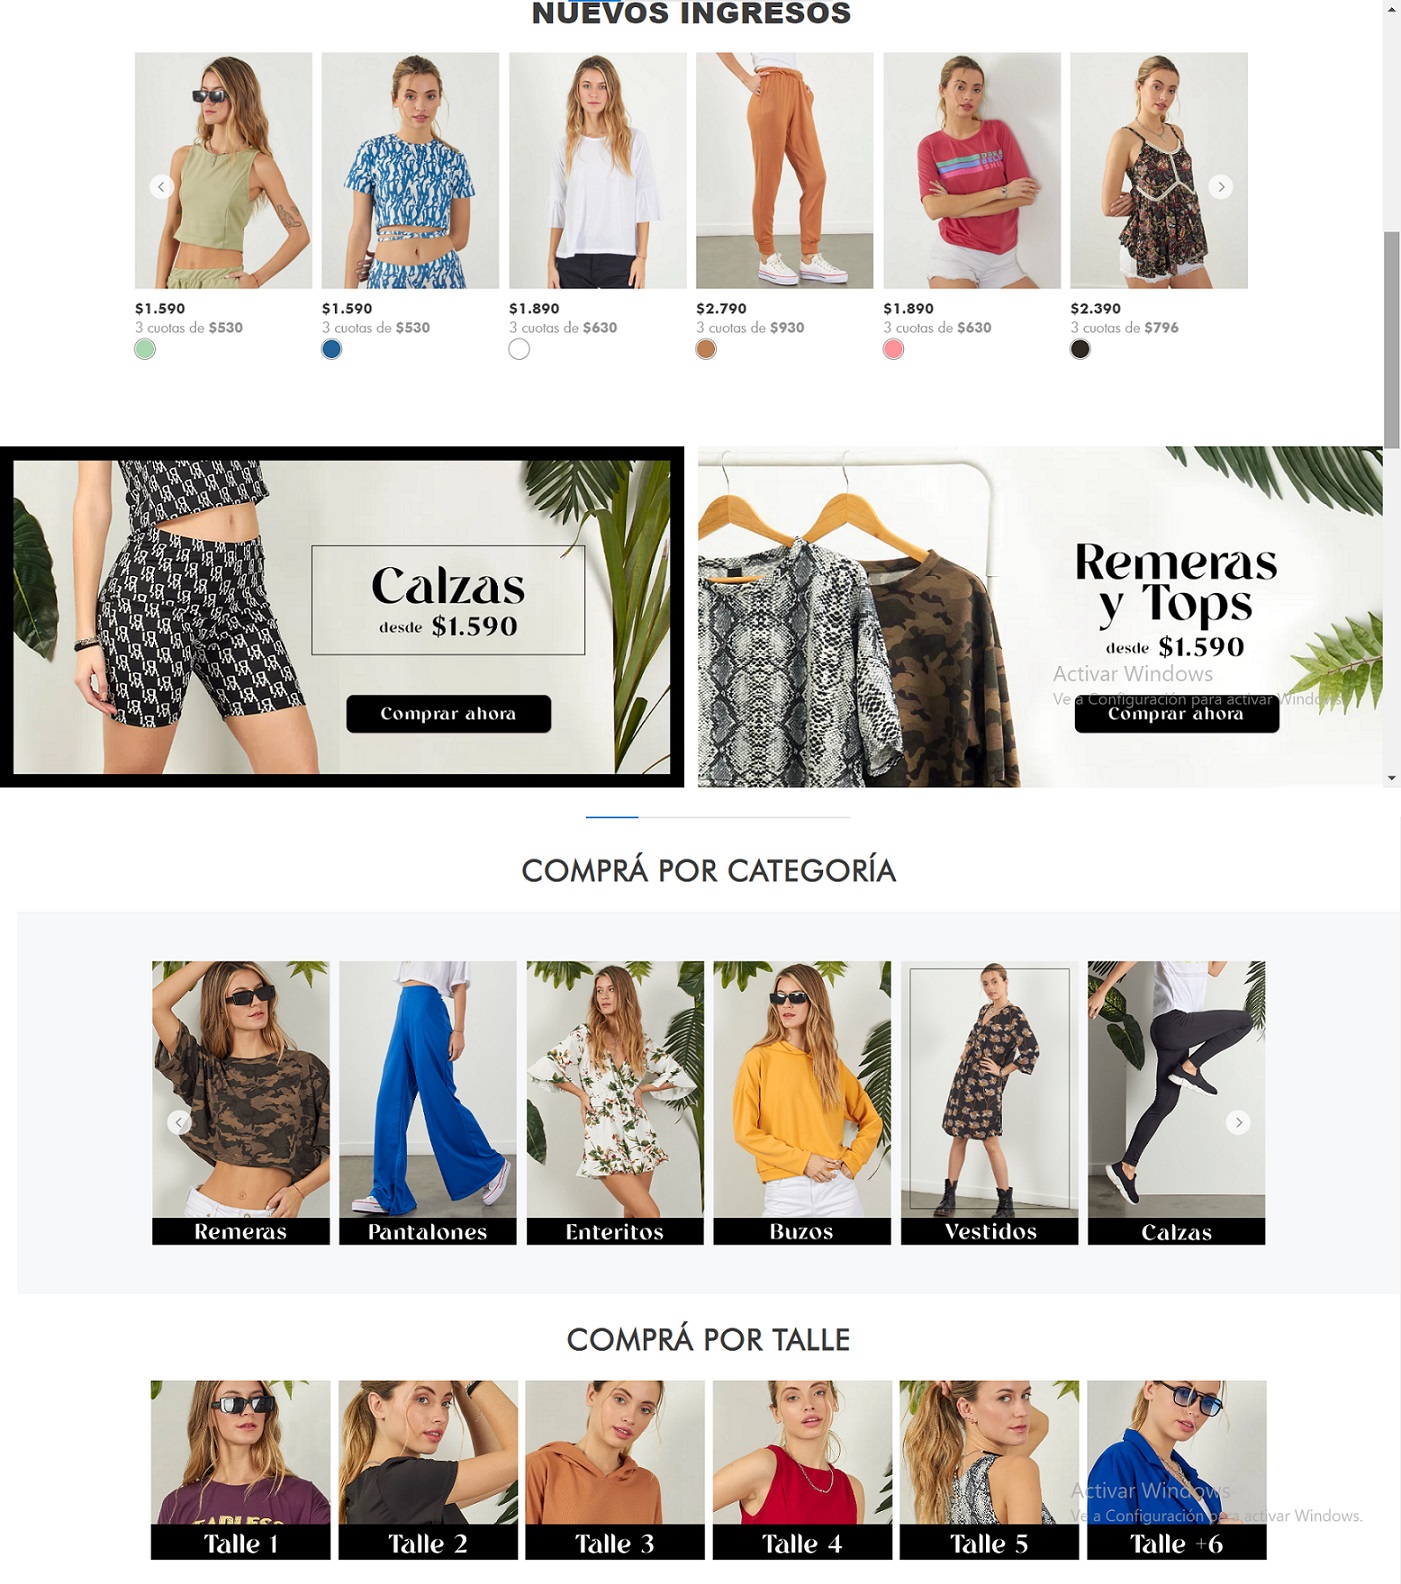 NUEVOS INGRESOS
$1.590
3 cuotas de $530
$1.590
3 cuotas de $530
$1.890
3 cuotas de $630
$2.790
3 cuotas de $930
$1.890
3 cuotas de $630
$2.390
3 cuotas de $796
Calzas
desde $1.590
Comprar ahora
Remeras
y Tops
desde $1.590
Activar Windows
Ve a Configuración para activar Windows.
Comprar ahora
COMPRÁ POR CATEGORÍA
Remeras
Pantalones
Enteritos
Buzos
Vestidos
Calzas
COMPRÁ POR TALLE
Talle 1
Talle 2
Talle 3
Talle 4
Talle 5
Talle +6
Activar Windows
Ve a Configuración para activar Windows.